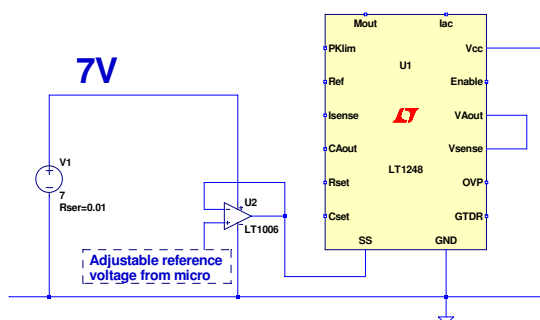 Mout Iac
PKlim Vcc
7V
U1
Ref Enable
Isense VAout
CAout Vsense
V1
LT1248
7
Rset OVP
Rser=0.01
U2
Cset GTDR
LT1006
SS GND
Adjustable reference
voltage from micro